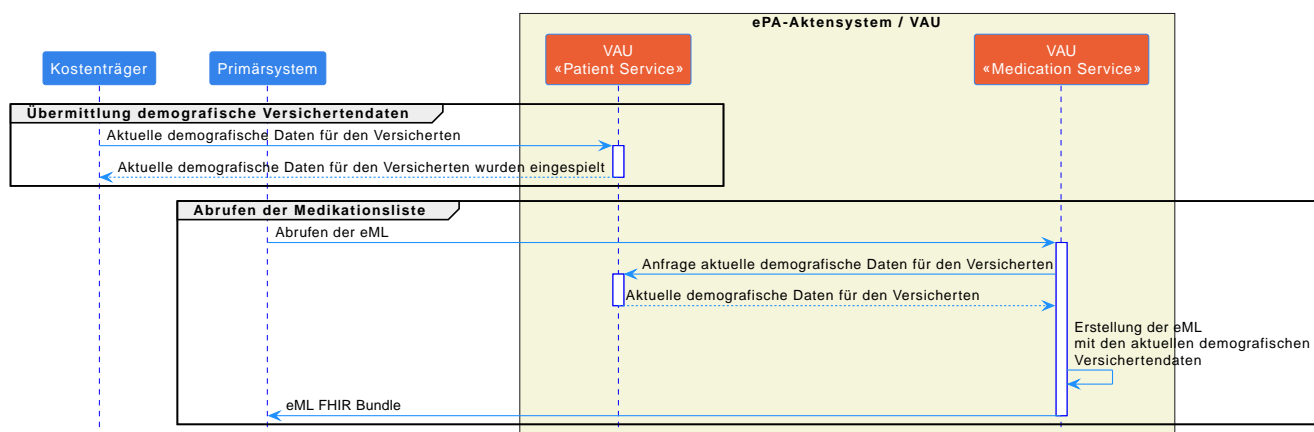 ePA-Aktensystem / VAU
Kostenträger
Primärsystem
VAU
«Patient Service»
VAU
«Medication Service»
Übermittlung demografische Versichertendaten
Aktuelle demografische Daten für den Versicherten
Aktuelle demografische Daten für den Versicherten wurden eingespielt
Abrufen der Medikationsliste
Abrufen der eML
Anfrage aktuelle demografische Daten für den Versicherten
Aktuelle demografische Daten für den Versicherten
Erstellung der eML
mit den aktuellen demografischen
Versichertendaten
eML FHIR Bundle